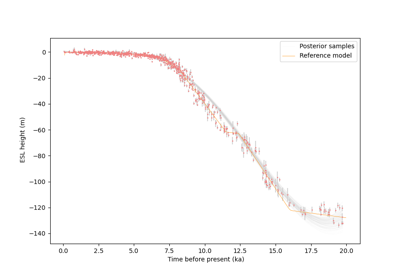 Posterior samples
Reference model
0
−20
−40
−60
−80
−100
−120
−140
ESL height (m)
0.0 2.5 5.0 7.5 10.0 12.5 15.0 17.5 20.0
Time before present (ka)